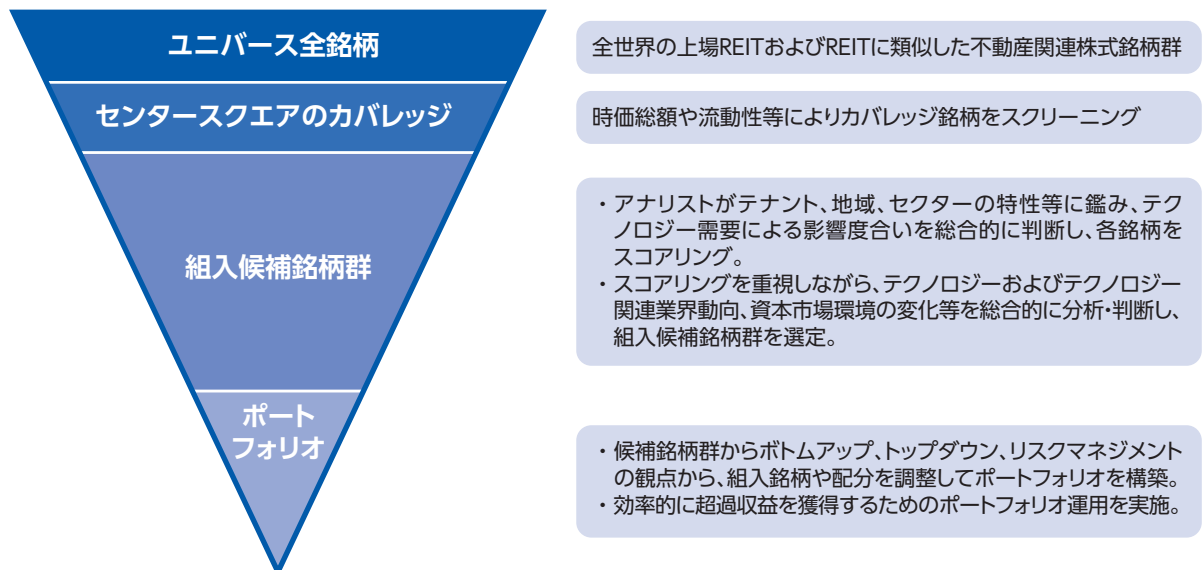 ユニバース全銘柄
全世界の上場REITおよびREITに類似した不動産関連株式銘柄群
センタースクエアのカバレッジ
時価総額や流動性等によりカバレッジ銘柄をスクリーニング
組入候補銘柄群
・アナリストがテナント、地域、セクターの特性等に鑑み、テク
ノロジー需要による影響度合いを総合的に判断し、各銘柄を
スコアリング。
・スコアリングを重視しながら、テクノロジーおよびテクノロジー
関連業界動向、資本市場環境の変化等を総合的に分析・判断し、
組入候補銘柄群を選定。
ポート
フォリオ
・候補銘柄群からボトムアップ、トップダウン、リスクマネジメント
の観点から、組入銘柄や配分を調整してポートフォリオを構築。
・効率的に超過収益を獲得するためのポートフォリオ運用を実施。